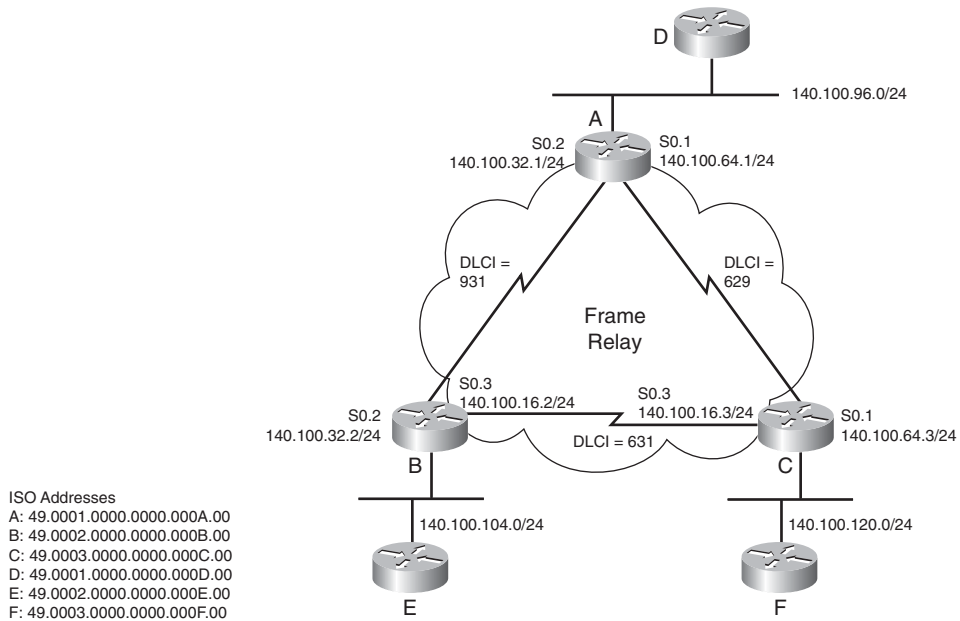 D
140.100.96.0/24
A
S0.2
140.100.32.1/24
S0.1
140.100.64.1/24
DLCI =
931
DLCI =
629
Frame
Relay
S0.3
140.100.16.2/24
S0.3
140.100.16.3/24
S0.2
140.100.32.2/24
S0.1
140.100.64.3/24
DLCI = 631
B
C
140.100.104.0/24
140.100.120.0/24
E
F
ISO Addresses
A: 49.0001.0000.0000.000A.00
B: 49.0002.0000.0000.000B.00
C: 49.0003.0000.0000.000C.00
D: 49.0001.0000.0000.000D.00
E: 49.0002.0000.0000.000E.00
F: 49.0003.0000.0000.000F.00